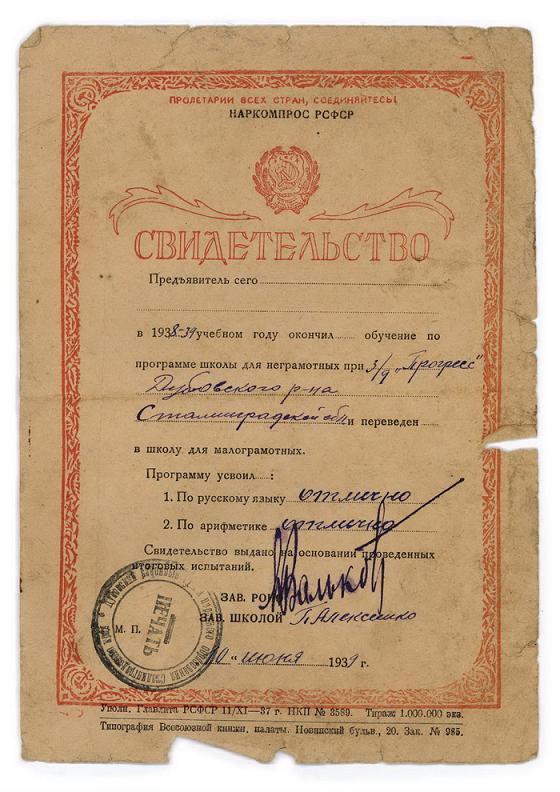 ПРОЛЕТАРИИ ВСЕХ СТРАН, СОЕДИНЯЙТЕСЬ!
НАРКОМПРОС РСФСР
СВИДЕТЕЛЬСТВО
Предъявитель сего
в 1938-39 учебном году окончил обучение по
программе школы для неграмотных при з/д „Прогресс"
Дубовского р-на
Сталинградской обл и переведен
в школу для малограмотных.
Программу усвоил :
1. По русскому языку отлично
2. По арифметике отлично
Свидетельство выдано на основании проведенных
итоговых испытаний.
ЗАВ. РОНО
ЗАВ. ШКОЛОЙ
М. П.
ПЕЧАТЬ
" июня 1939 г.
Уполн. Главлита РСФСР 11/XI—37 г. НКП № 3589. Тираж 1.000.000 экз.
Типография Всесоюзной книжн. палаты. Новинский бульв., 20. Зак. № 985.